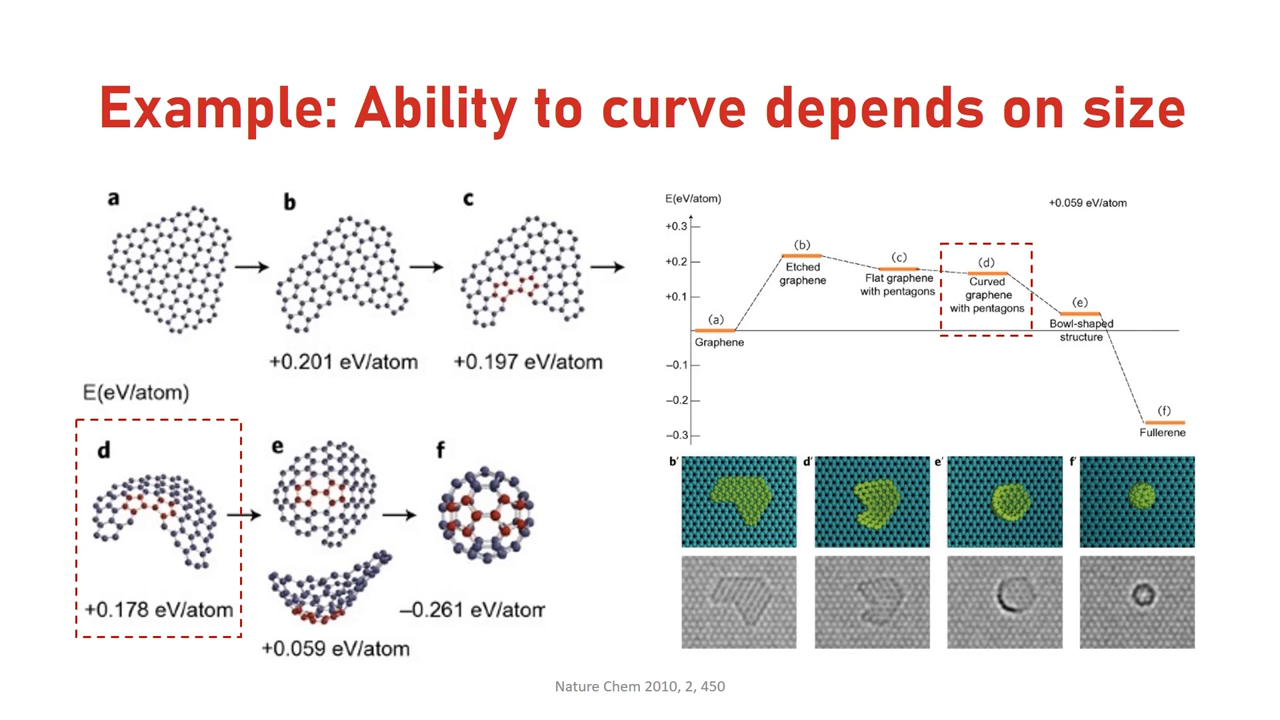 Example: Ability to curve depends on size
a
b
c
+0.201 eV/atom
+0.197 eV/atom
E(eV/atom)
d
e
f
+0.178 eV/atom
–0.261 eV/atom
+0.059 eV/atom
E(eV/atom)
+0.059 eV/atom
+0.3
+0.2
+0.1
–0.1
–0.2
–0.3
(a)
Graphene
(b)
Etched
graphene
(c)
Flat graphene
with pentagons
(d)
Curved
graphene
with pentagons
(e)
Bowl-shaped
structure
(f)
Fullerene
b′
d′
e′
f′
Nature Chem 2010, 2, 450